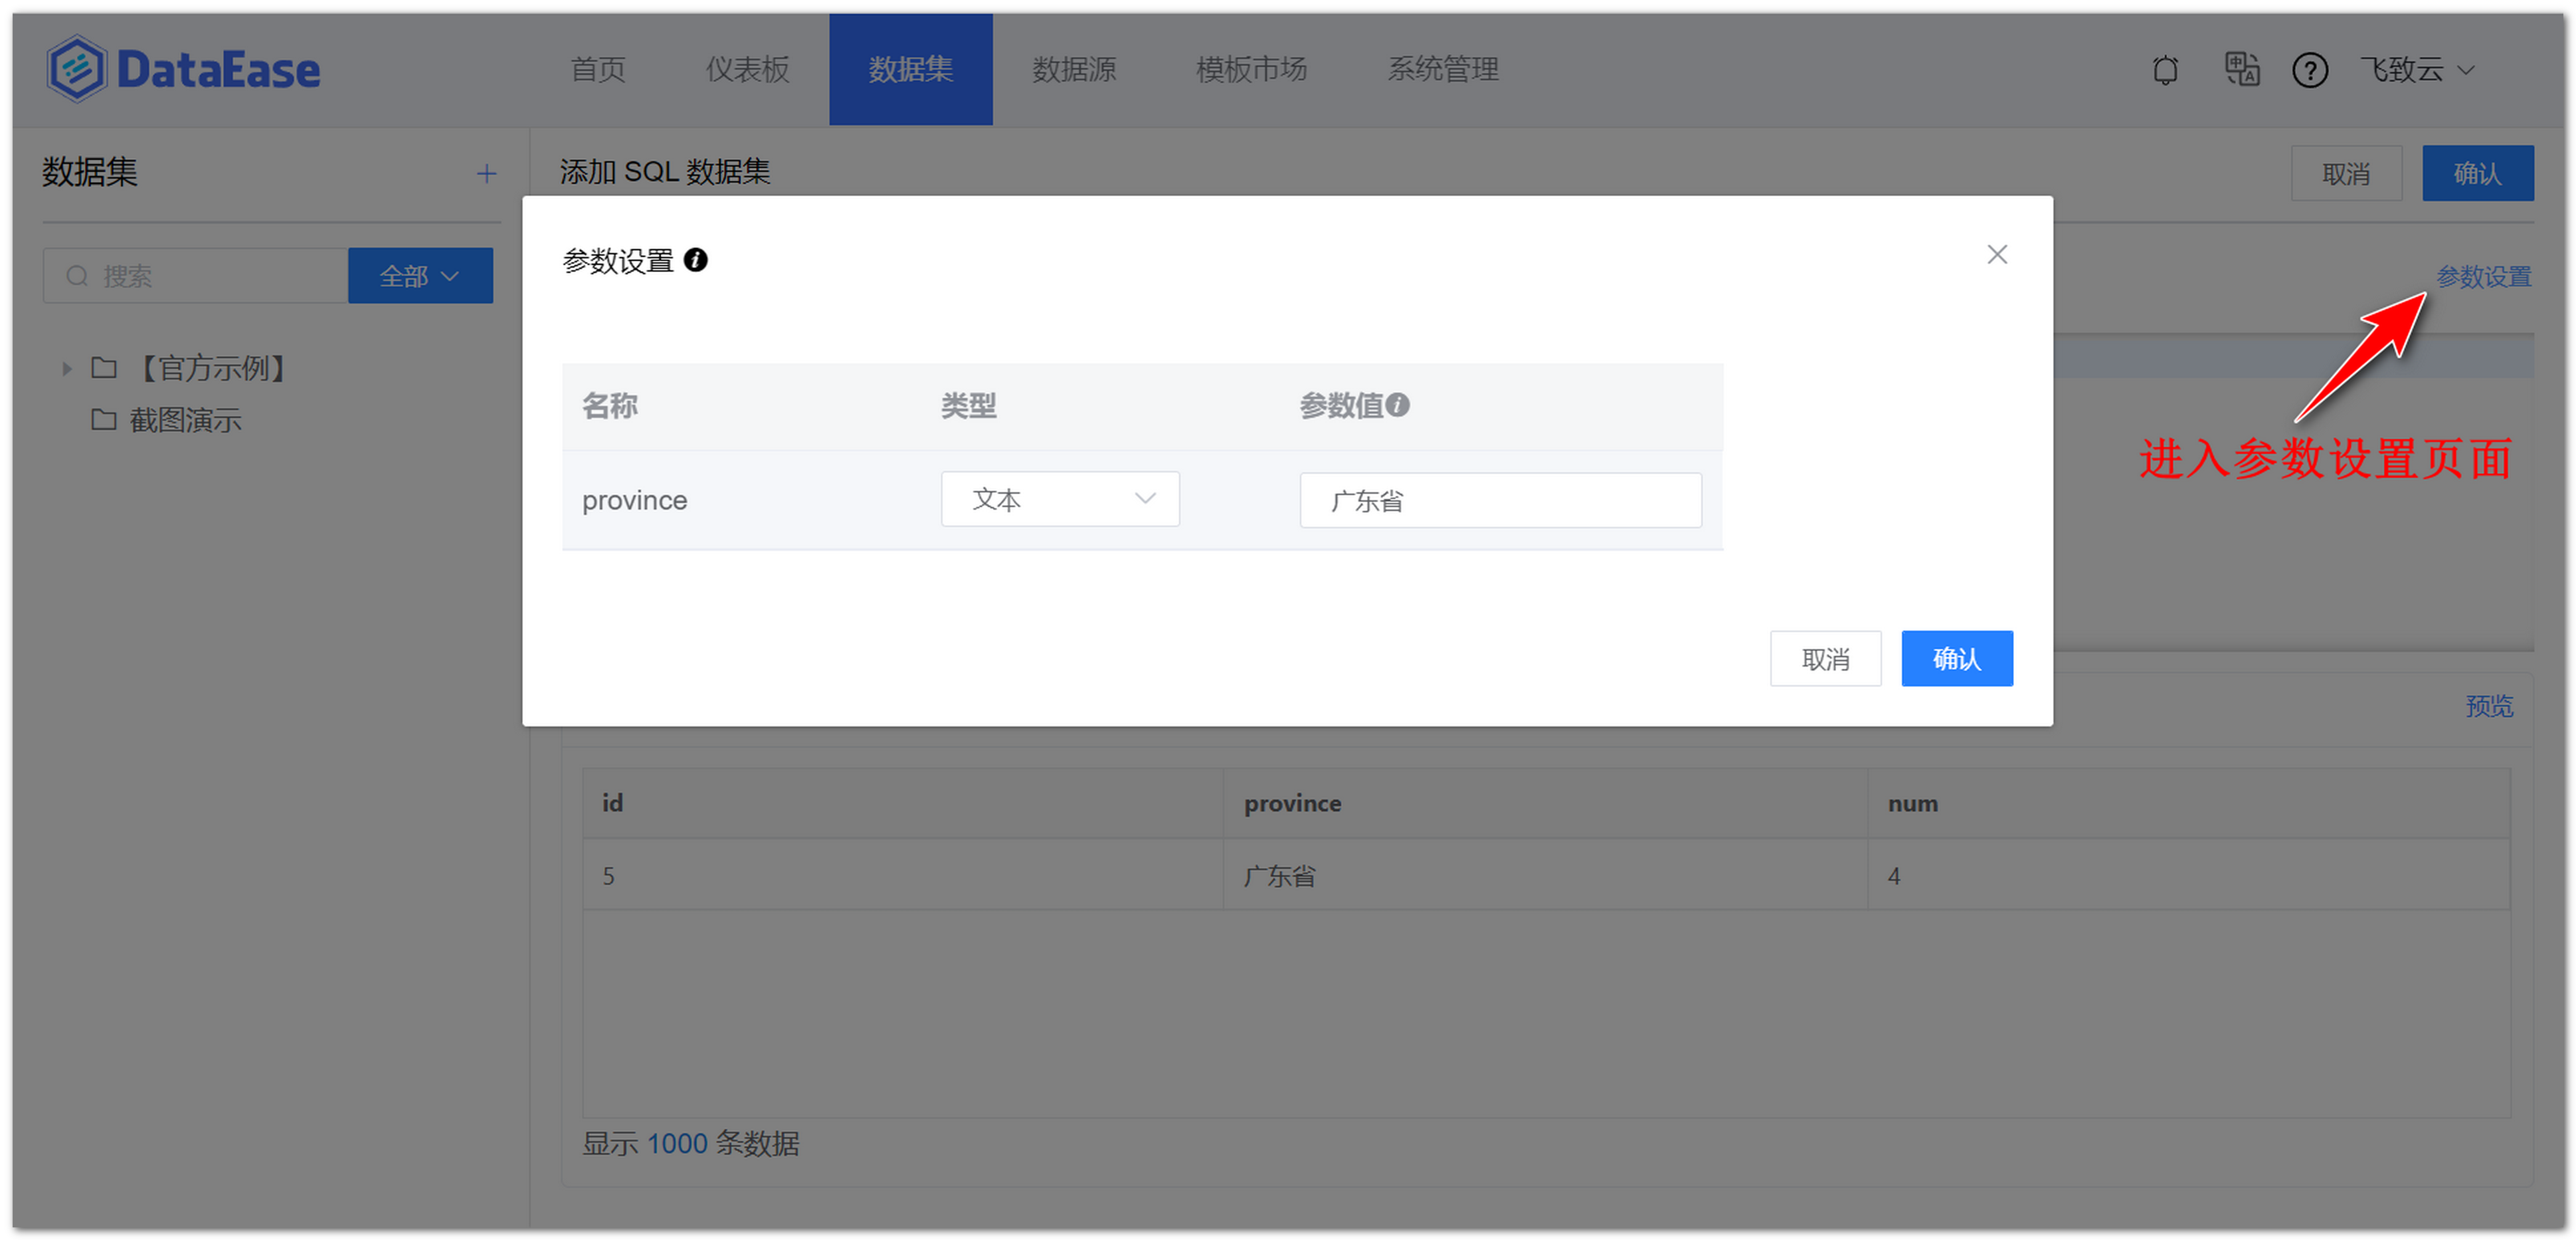 DataEase 首页 仪表板 数据集 数据源 模板市场 系统管理 飞致云
数据集
添加 SQL 数据集 取消 确认
搜索 全部
参数设置
【官方示例】
截图演示
参数设置
名称 类型 参数值
province 文本 广东省
取消 确认
进入参数设置页面
预览
id province num
5 广东省 4
显示 1000 条数据